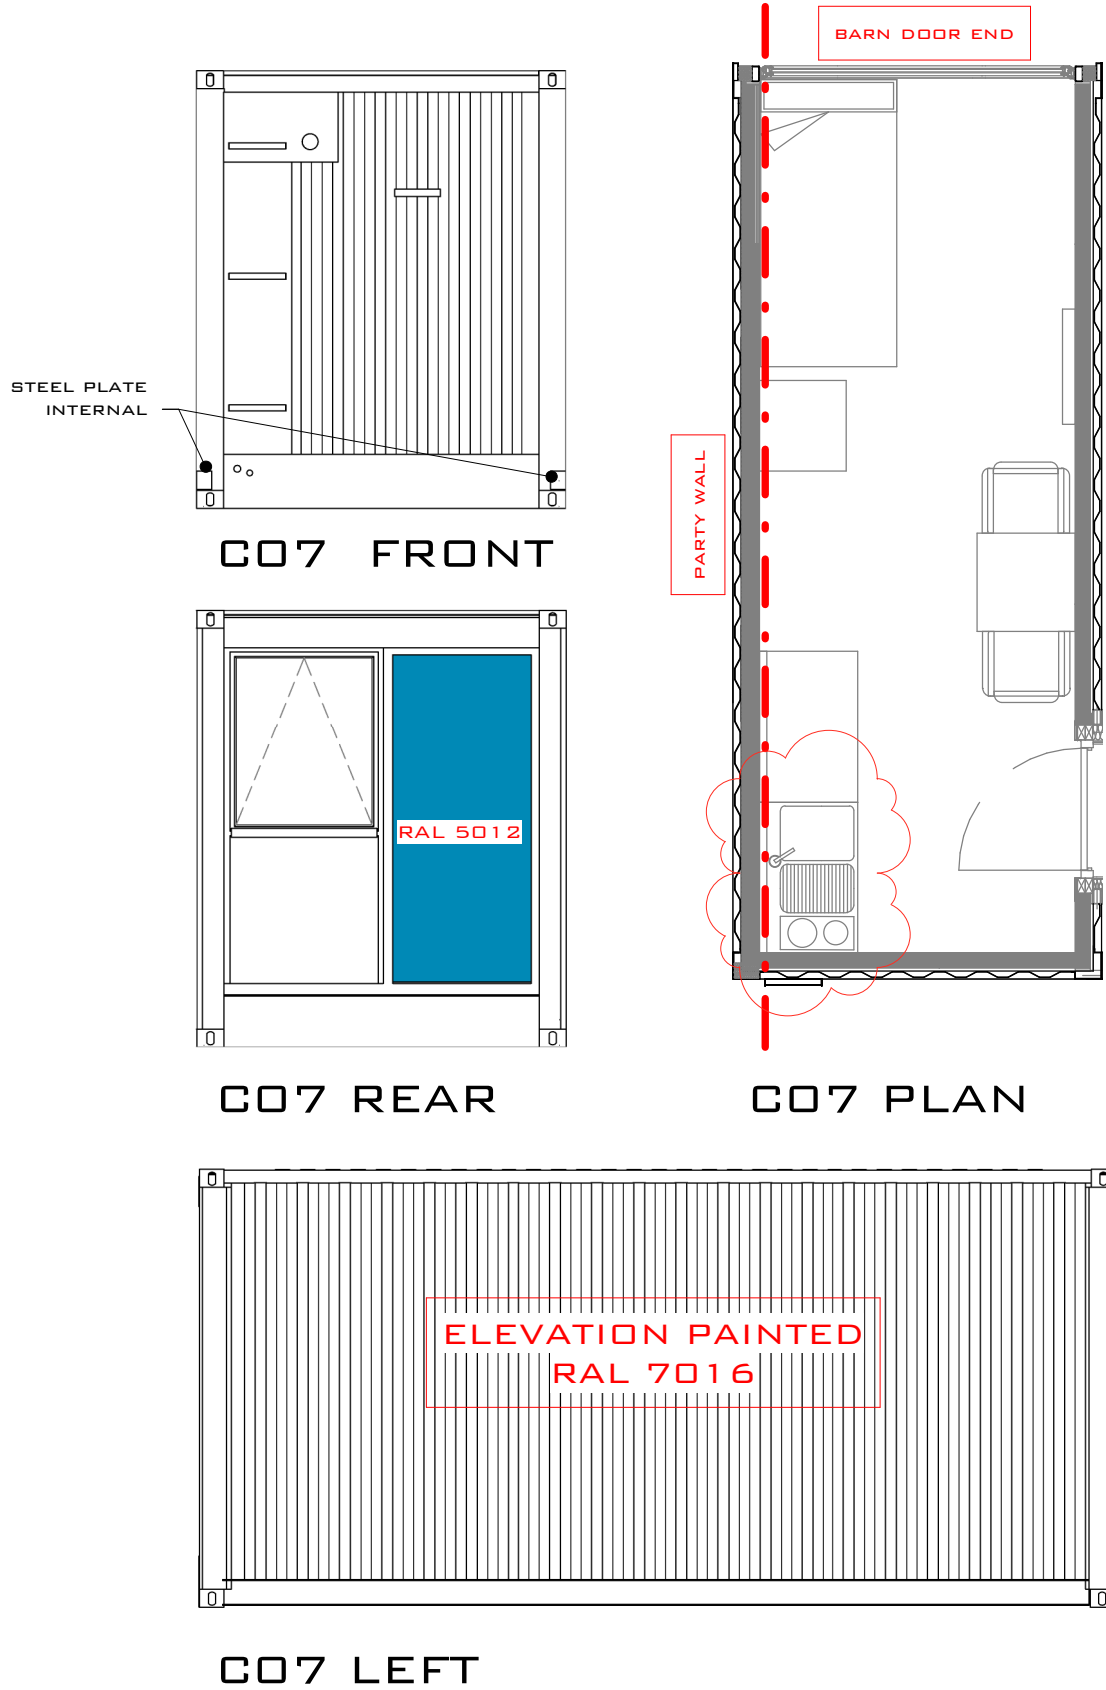 BARN DOOR END
STEEL PLATE
INTERNAL
PARTY WALL
C07 FRONT
RAL 5012
C07 REAR
C07 PLAN
ELEVATION PAINTED
RAL 7016
C07 LEFT